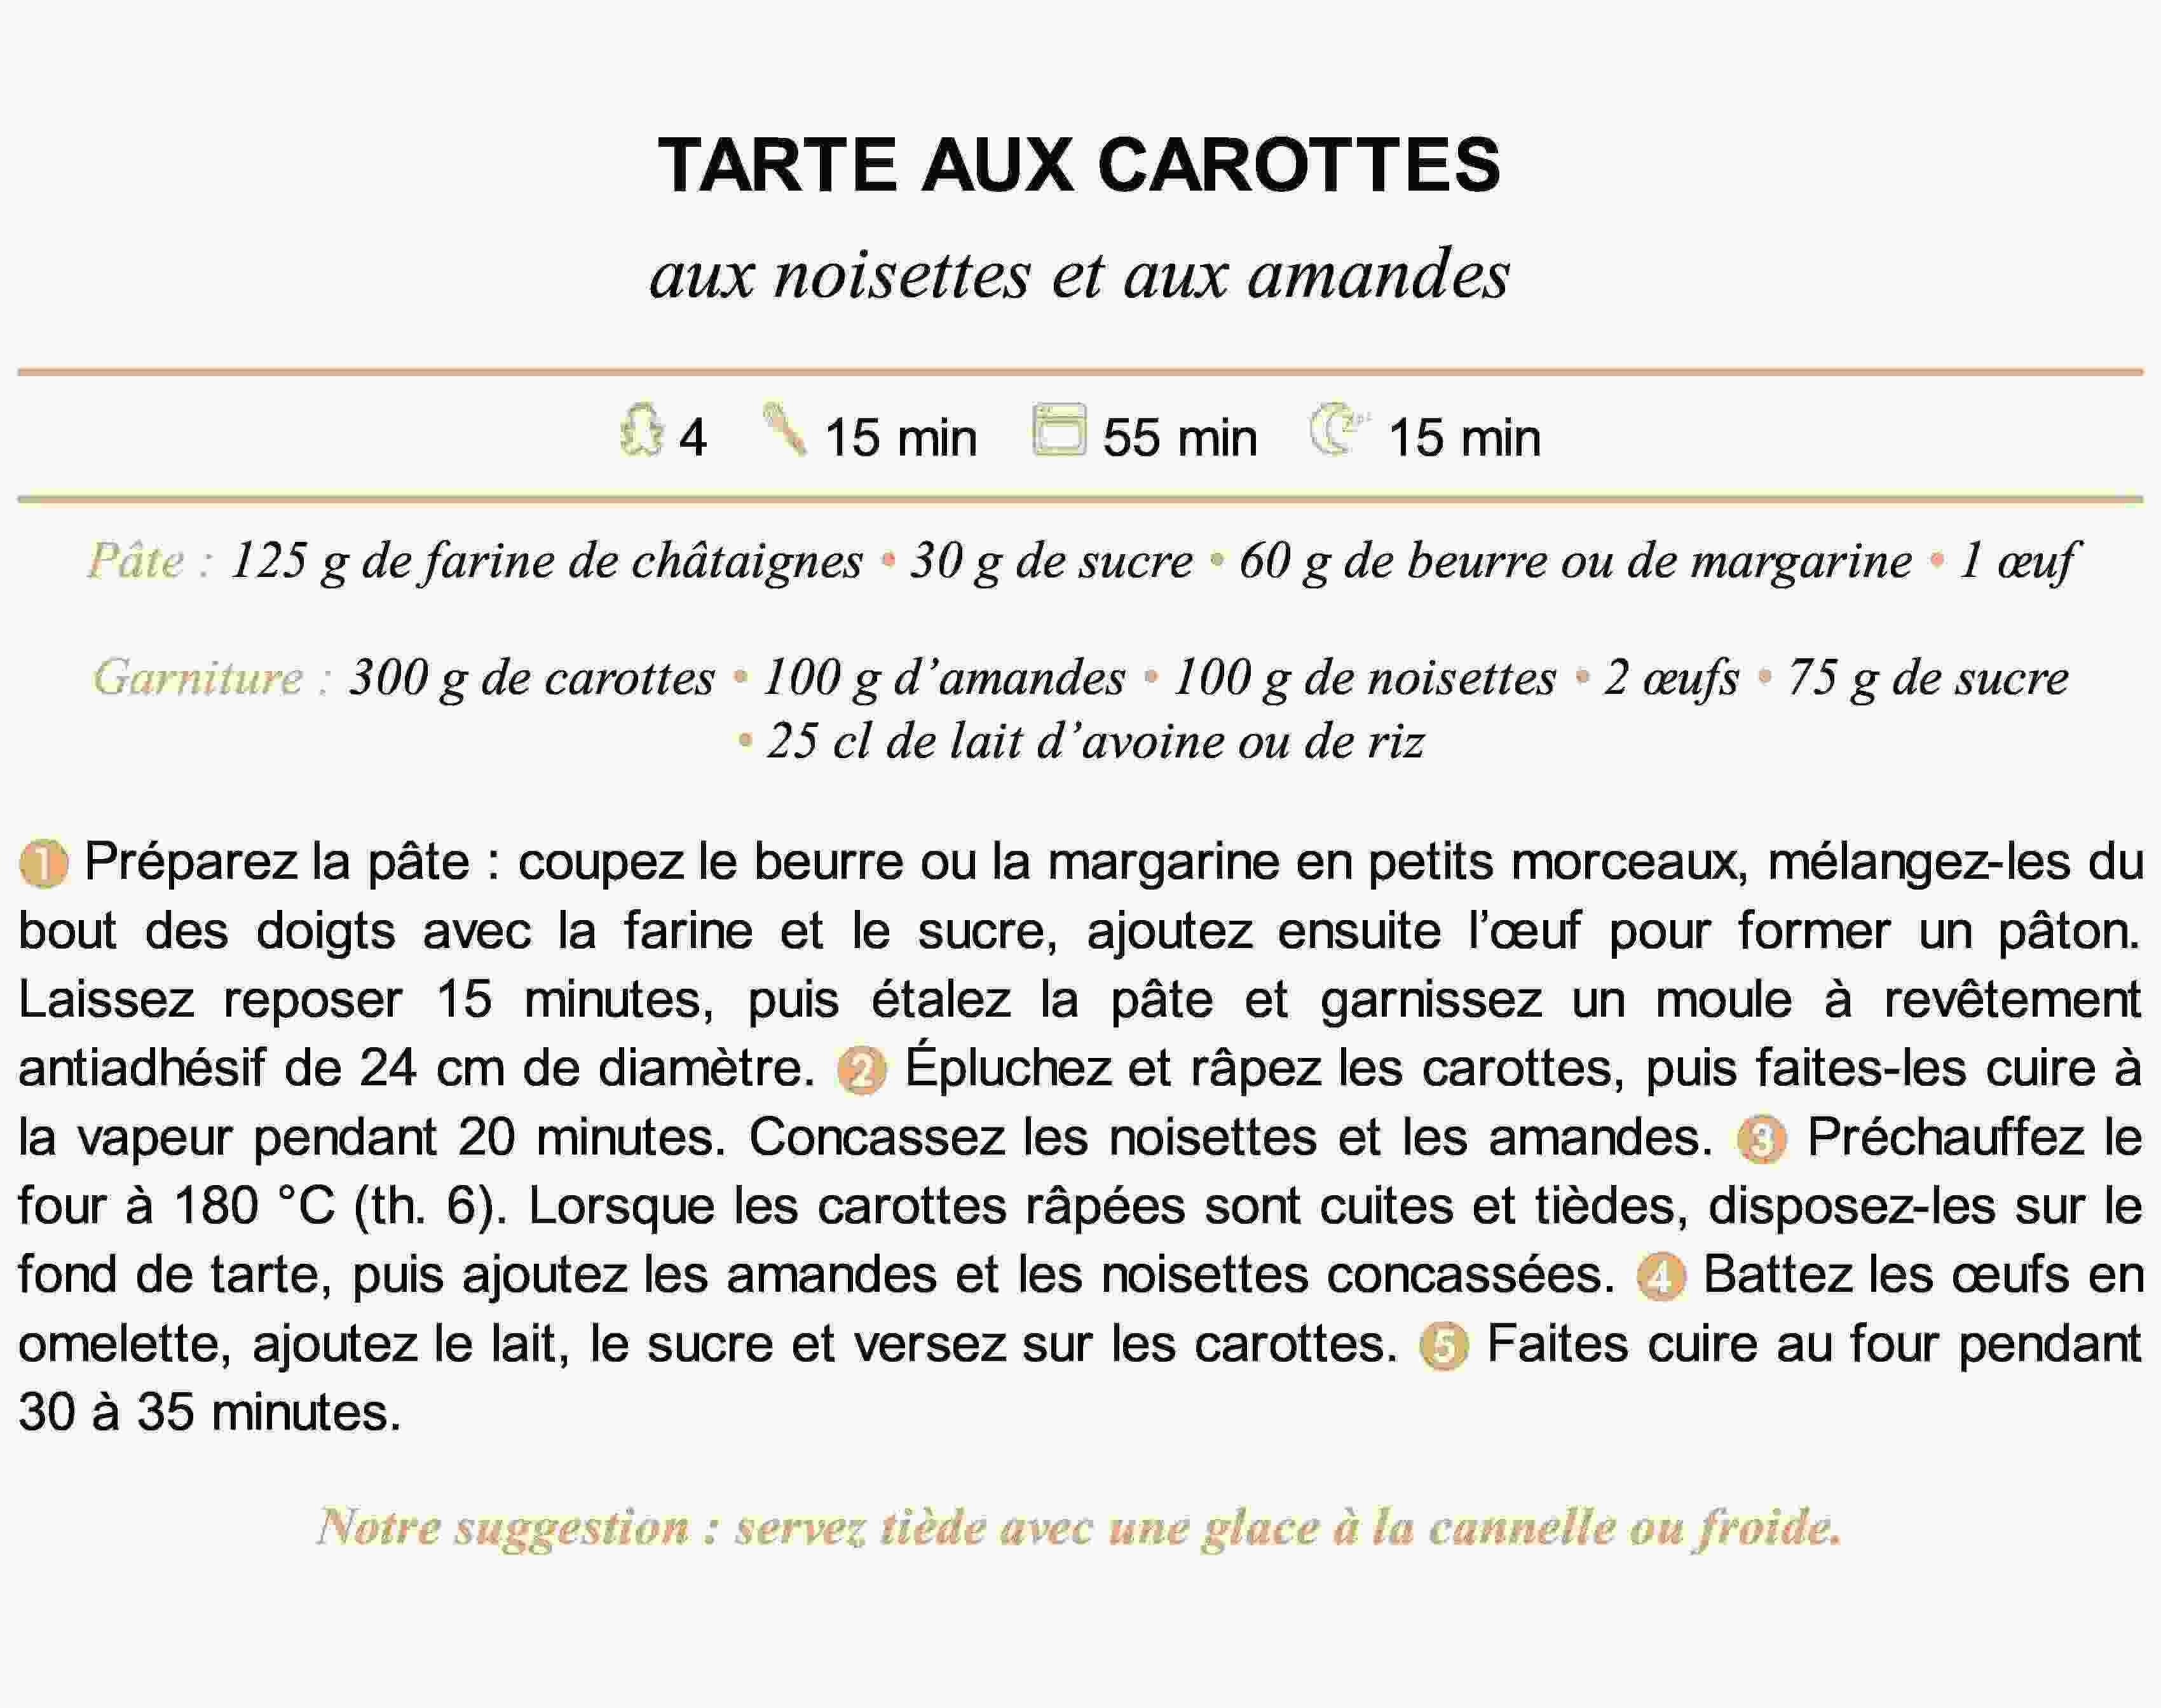 TARTE AUX CAROTTES
aux noisettes et aux amandes
4 15 min 55 min 15 min
Pâte : 125 g de farine de châtaignes • 30 g de sucre • 60 g de beurre ou de margarine • 1 œuf
Garniture : 300 g de carottes • 100 g d’amandes • 100 g de noisettes • 2 œufs • 75 g de sucre
• 25 cl de lait d’avoine ou de riz
1 Préparez la pâte : coupez le beurre ou la margarine en petits morceaux, mélangez-les du
bout des doigts avec la farine et le sucre, ajoutez ensuite l’œuf pour former un pâton.
Laissez reposer 15 minutes, puis étalez la pâte et garnissez un moule à revêtement
antiadhésif de 24 cm de diamètre. 2 Épluchez et râpez les carottes, puis faites-les cuire à
la vapeur pendant 20 minutes. Concassez les noisettes et les amandes. 3 Préchauffez le
four à 180 °C (th. 6). Lorsque les carottes râpées sont cuites et tièdes, disposez-les sur le
fond de tarte, puis ajoutez les amandes et les noisettes concassées. 4 Battez les œufs en
omelette, ajoutez le lait, le sucre et versez sur les carottes. 5 Faites cuire au four pendant
30 à 35 minutes.
Notre suggestion : servez tiède avec une glace à la cannelle ou froide.